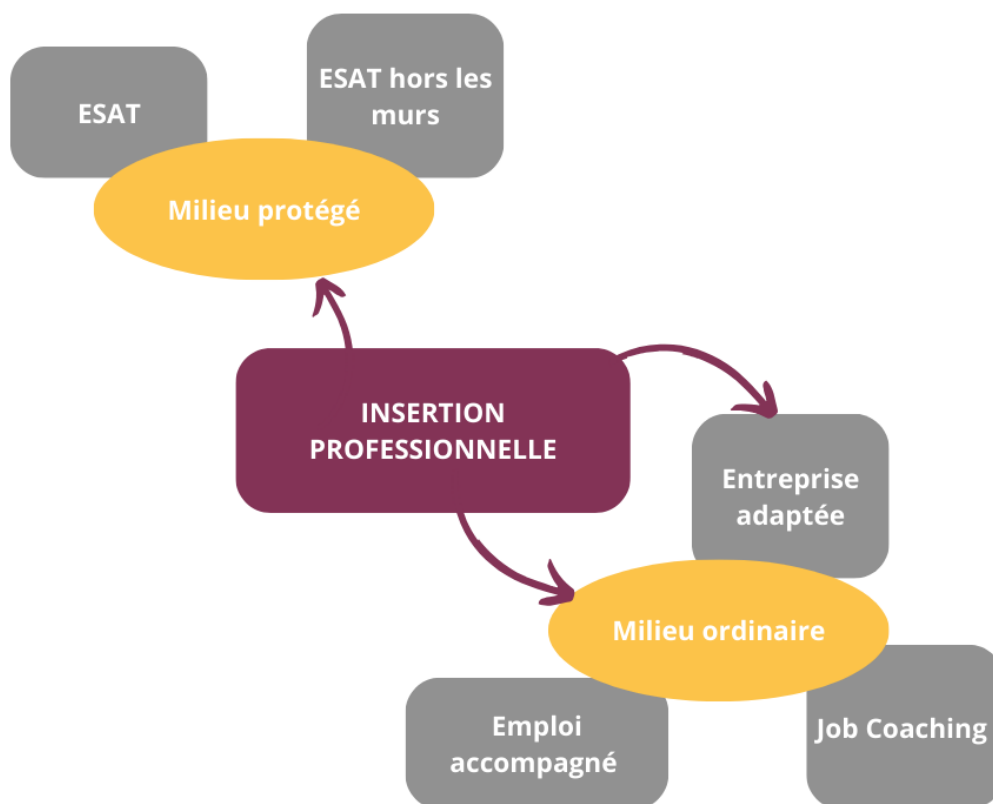 ESAT
ESAT hors les
murs
Milieu protégé
INSERTION
PROFESSIONNELLE
Entreprise
adaptée
Milieu ordinaire
Emploi
accompagné
Job Coaching